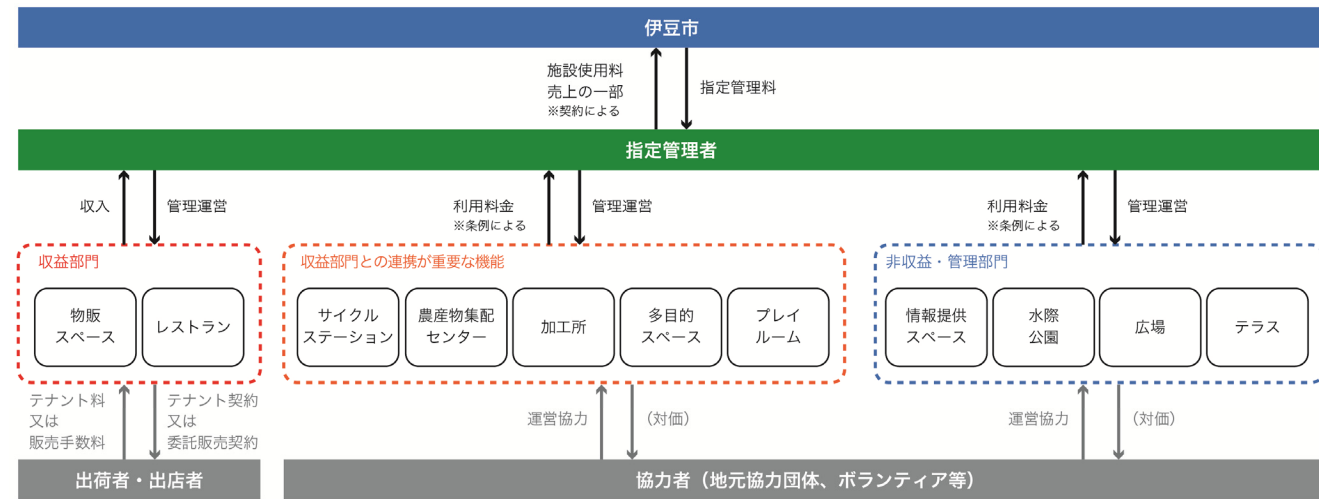 伊豆市
施設使用料
売上の一部
※契約による
指定管理料
指定管理者
収入
管理運営
利用料金
※条例による
管理運営
利用料金
※条例による
管理運営
収益部門
物販
スペース
レストラン
収益部門との連携が重要な機能
サイクル
ステーション
農産物集配
センター
加工所
多目的
スペース
プレイ
ルーム
非収益・管理部門
情報提供
スペース
水際
公園
広場
テラス
テナント料
又は
販売手数料
テナント契約
又は
委託販売契約
運営協力
(対価)
運営協力
(対価)
出荷者・出店者
協力者（地元協力団体、ボランティア等）